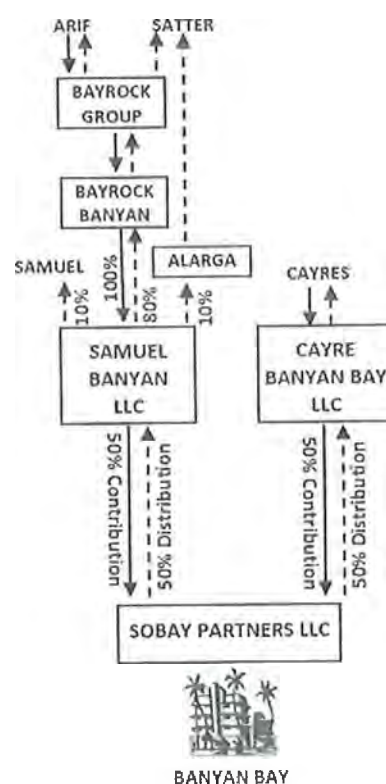 ARIF
SATTER
BAYROCK
GROUP
BAYROCK
BANYAN
SAMUEL
10%
100%
80%
ALARGA
10%
CAYRES
SAMUEL
BANYAN
LLC
CAYRE
BANYAN BAY
LLC
50% Contribution
50% Distribution
50% Contribution
50% Distribution
SOBAY PARTNERS LLC
BANYAN BAY